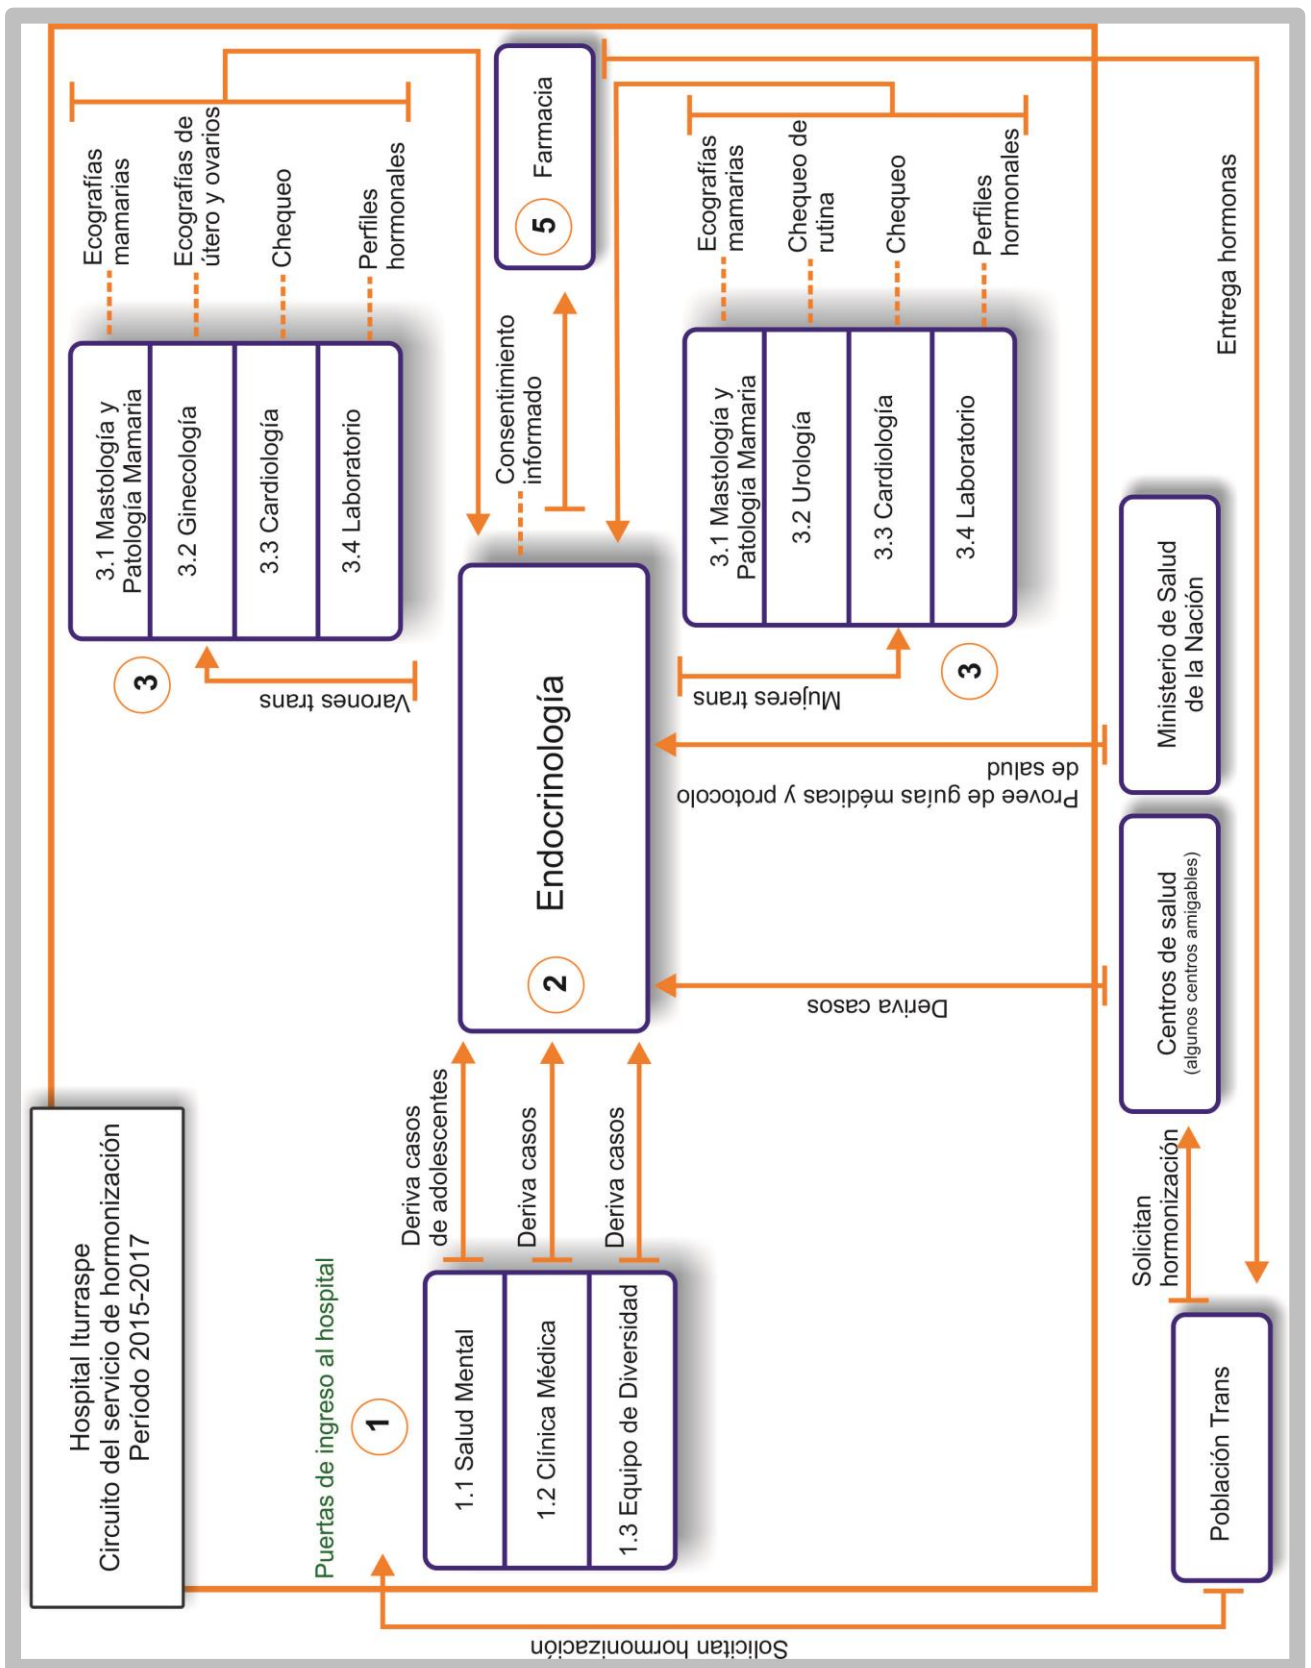 Hospital Iturraspe
Circuito del servicio de hormonización
Período 2015-2017
Puertas de ingreso al hospital
1
1.1 Salud Mental
1.2 Clínica Médica
1.3 Equipo de Diversidad
Solicitan hormonización
Deriva casos
de adolescentes
Deriva casos
Deriva casos
2
Endocrinología
Consentimiento
informado
3
Varones trans
3.1 Mastología y
Patología Mamaria
3.2 Ginecología
3.3 Cardiología
3.4 Laboratorio
Ecografías
mamarias
Ecografías de
útero y ovarios
Chequeo
Perfiles
hormonales
5
Farmacia
Mujeres trans
3
3.1 Mastología y
Patología Mamaria
3.2 Urología
3.3 Cardiología
3.4 Laboratorio
Ecografías
mamarias
Chequeo de
rutina
Chequeo
Perfiles
hormonales
Deriva casos
Provee de guías médicas y protocolo
de salud
Población Trans
Solicitan
hormonización
Centros de salud
(algunos centros amigables)
Ministerio de Salud
de la Nación
Entrega hormonas